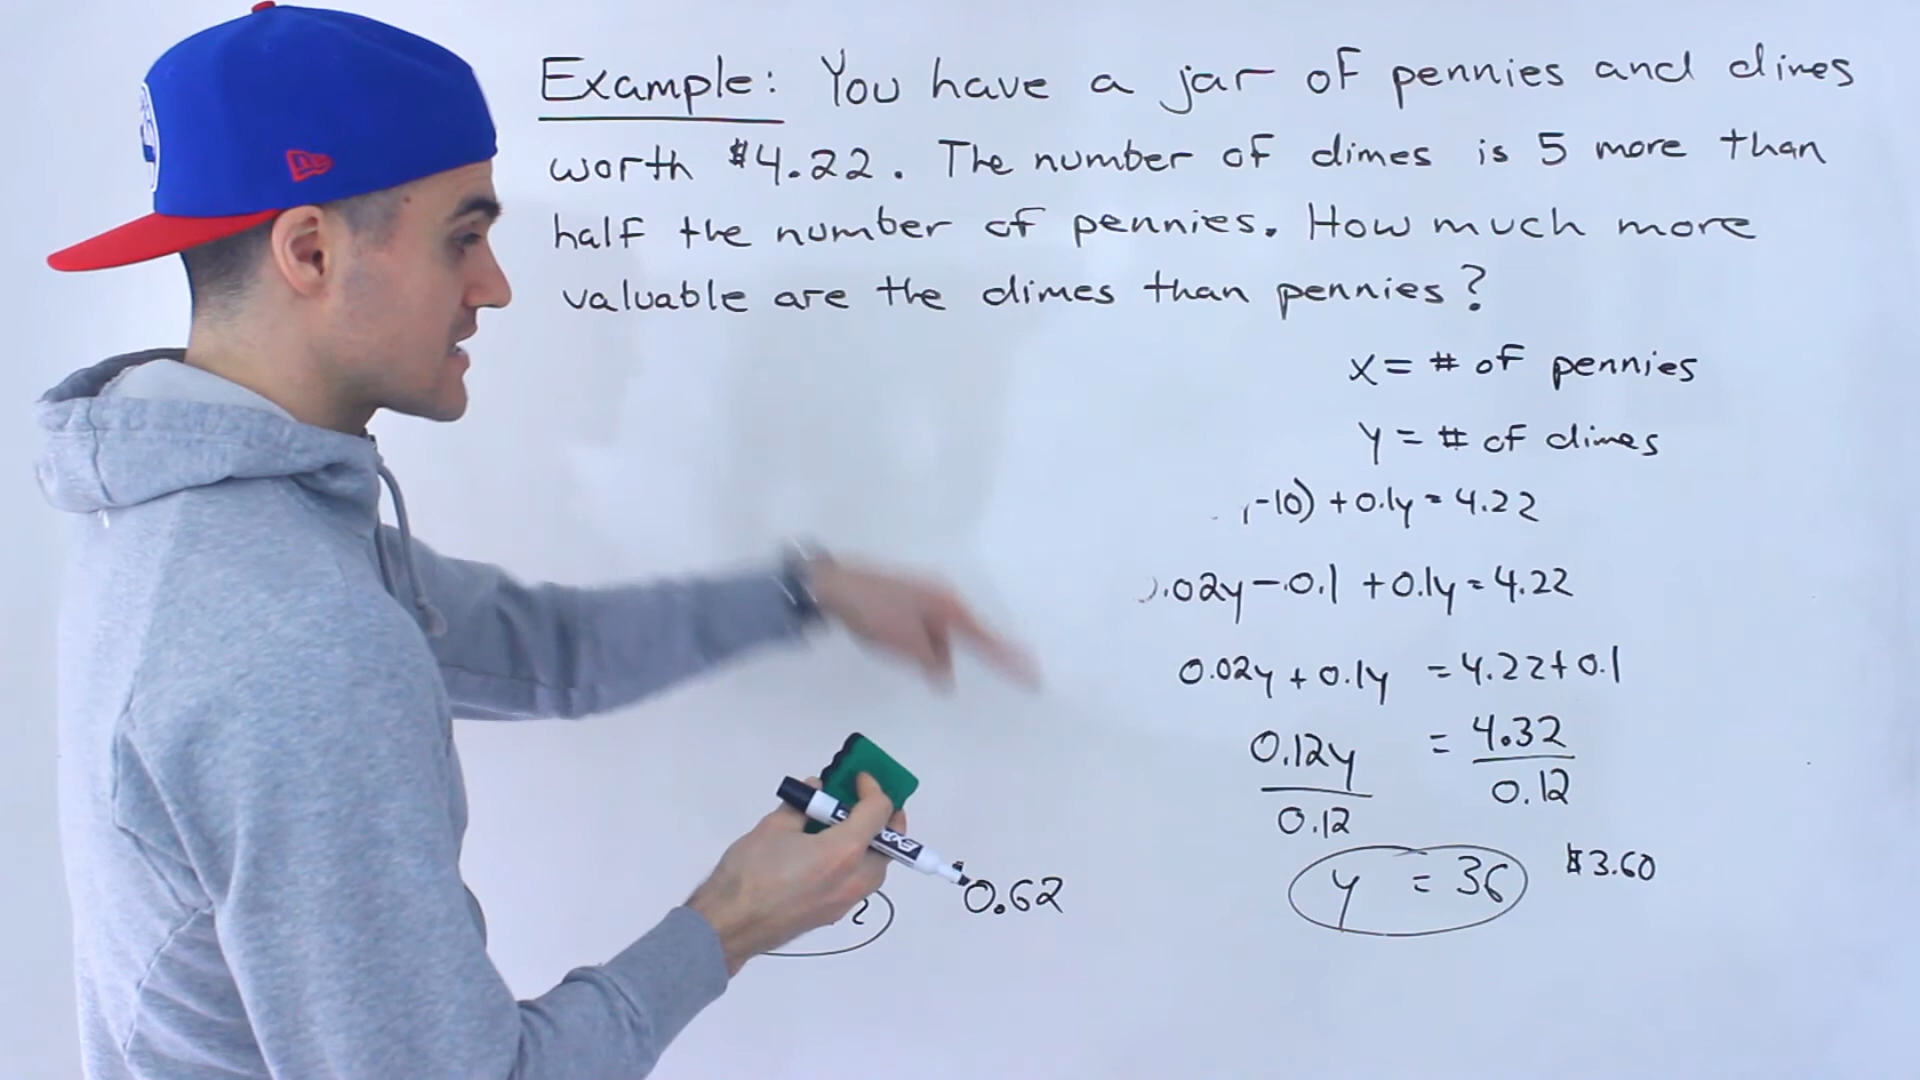 Example: You have a jar of pennies and dimes
worth $4.22. The number of dimes is 5 more than
half the number of pennies. How much more
valuable are the dimes than pennies?
x = # of pennies
y = # of dimes
-10) + 0.1y = 4.22
.02y - 0.1 + 0.1y = 4.22
0.02y + 0.1y = 4.22 + 0.1
0.12y = 4.32
0.12 0.12
y = 36 $3.60
2 $0.62